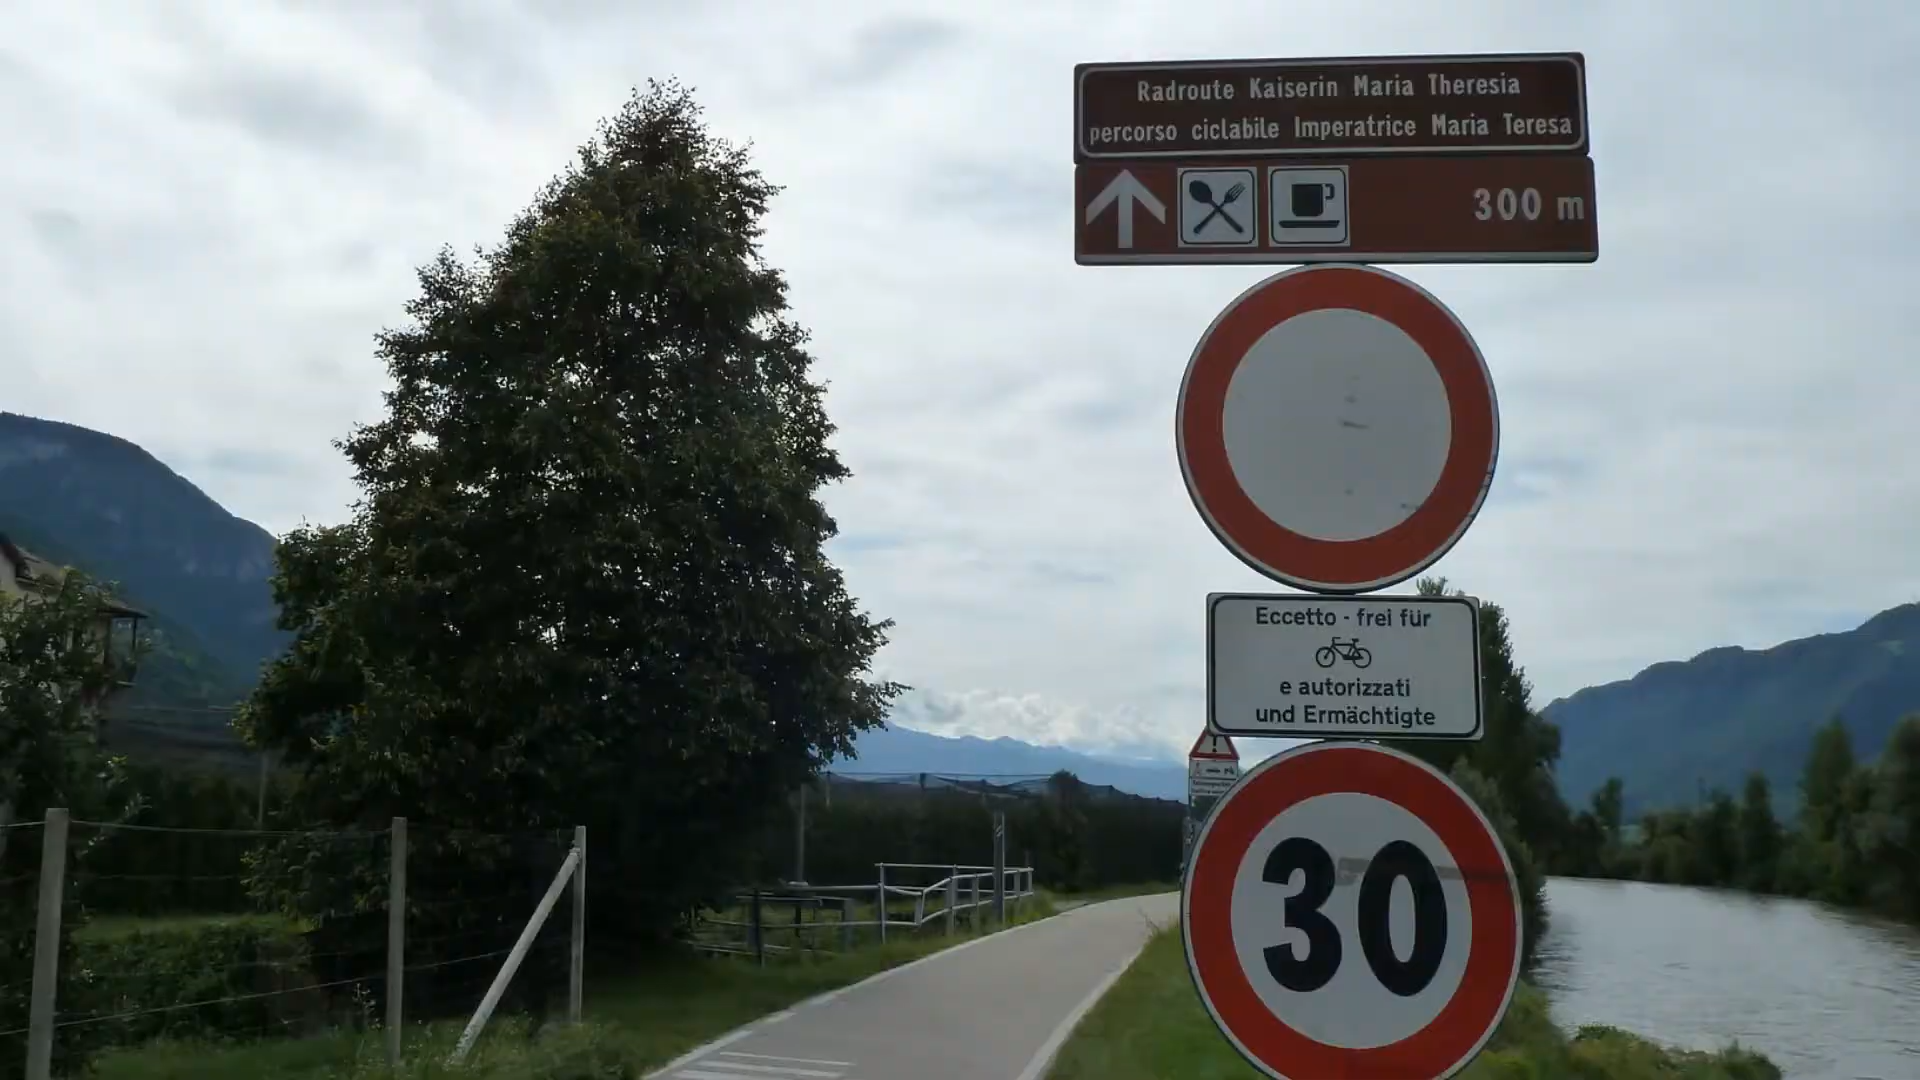 Radroute Kaiserin Maria Theresia
percorso ciclabile Imperatrice Maria Teresa
300 m
Eccetto - frei für
e autorizzati
und Ermächtigte
30